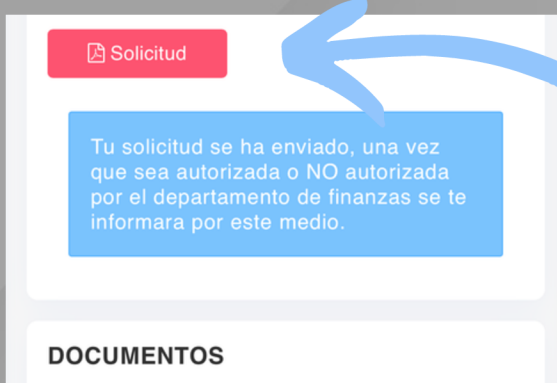 Solicitud
Tu solicitud se ha enviado, una vez
que sea autorizada o NO autorizada
por el departamento de finanzas se te
informara por este medio.
DOCUMENTOS